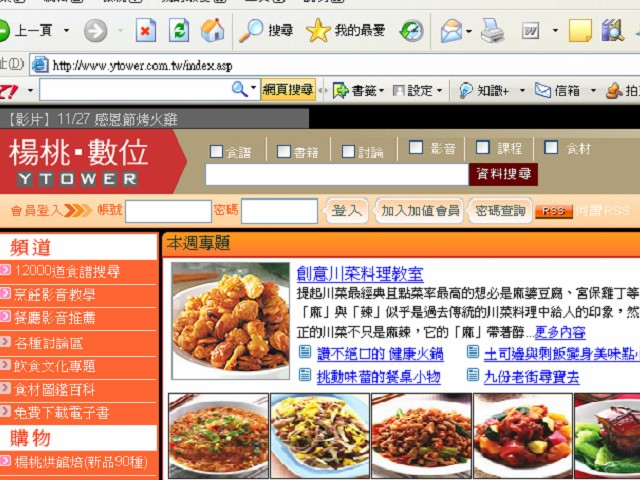 上一頁 搜尋 我的最愛
址(D) http://www.ytower.com.tw/index.asp
網頁搜尋 書籤 設定 知識+ 信箱 拍
【影片】11/27 感恩節烤火雞
楊桃·數位
YTOWER
食譜 書籍 討論 影音 課程 食材
資料搜尋
會員登入 帳號 密碼 登入 加入加值會員 密碼查詢 RSS 何謂RSS
頻道
本週專題
12000道食譜搜尋
烹飪影音教學
餐廳影音推薦
各種討論區
飲食文化專題
食材圖鑑百科
免費下載電子書
購物
楊桃烘館焙(新品90種)
創意川菜料理教室
提起川菜最經典且點菜率最高的想必是麻婆豆腐、宮保雞丁等
「麻」與「辣」似乎是過去傳統的川菜料理中給人的印象，然
正的川菜不只是麻辣，它的「麻」帶著醇...更多內容
讚不絕口的 健康火鍋 土司邊與剩飯變身美味點
挑動味蕾的餐桌小物 九份老街尋寶去